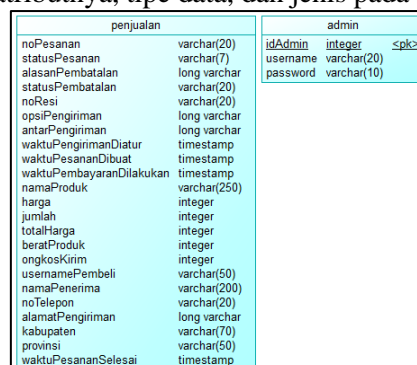 atributnya, tipe data, dan jenis pada
penjualan
noPesanan varchar(20)
statusPesanan varchar(7)
alasanPembatalan long varchar
statusPembatalan varchar(20)
noResi varchar(20)
opsiPengiriman long varchar
antarPengiriman long varchar
waktuPengirimanDiatur timestamp
waktuPesananDibuat timestamp
waktuPembayaranDilakukan timestamp
namaProduk varchar(250)
harga integer
jumlah integer
totalHarga integer
beratProduk integer
ongkosKirim integer
usernamePembeli varchar(50)
namaPenerima varchar(200)
noTelepon varchar(20)
alamatPengiriman long varchar
kabupaten varchar(70)
provinsi varchar(50)
waktuPesananSelesai timestamp
admin
idAdmin integer <pk>
username varchar(20)
password varchar(10)